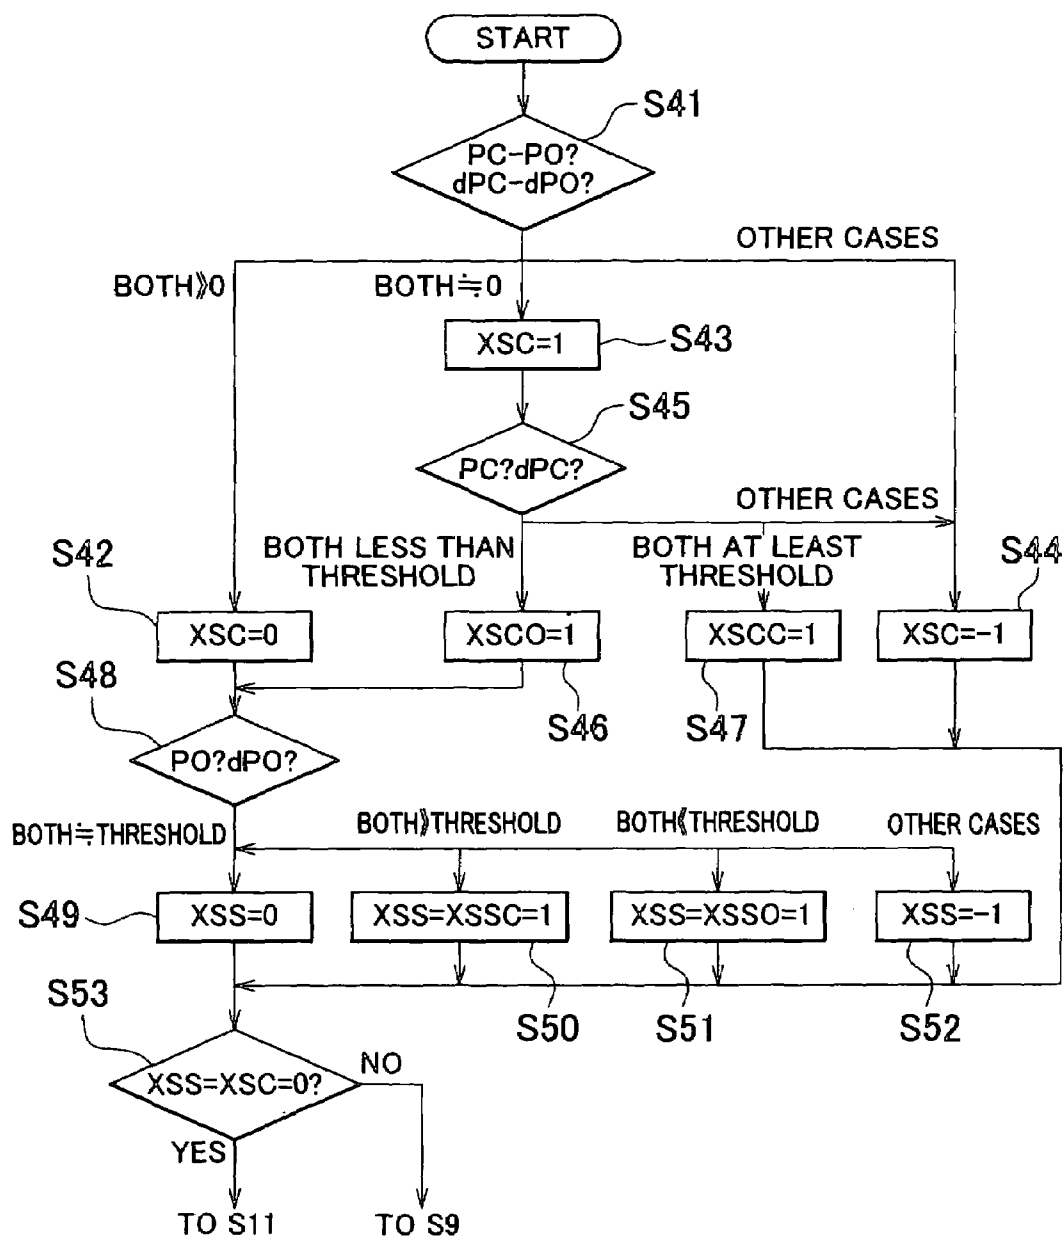 START
S41
PC-PO?
dPC-dPO?
OTHER CASES
BOTH⟫0
BOTH≒0
XSC=1
S43
S45
PC?dPC?
OTHER CASES
S42
BOTH LESS THAN
THRESHOLD
BOTH AT LEAST
THRESHOLD
S44
XSC=0
XSCO=1
XSCC=1
XSC=-1
S48
S46
S47
PO?dPO?
BOTH≒THRESHOLD
BOTH⟫THRESHOLD
BOTH⟪THRESHOLD
OTHER CASES
S49
XSS=0
XSS=XSSC=1
XSS=XSSO=1
XSS=-1
S53
S50
S51
S52
XSS=XSC=0?
NO
YES
TO S11
TO S9